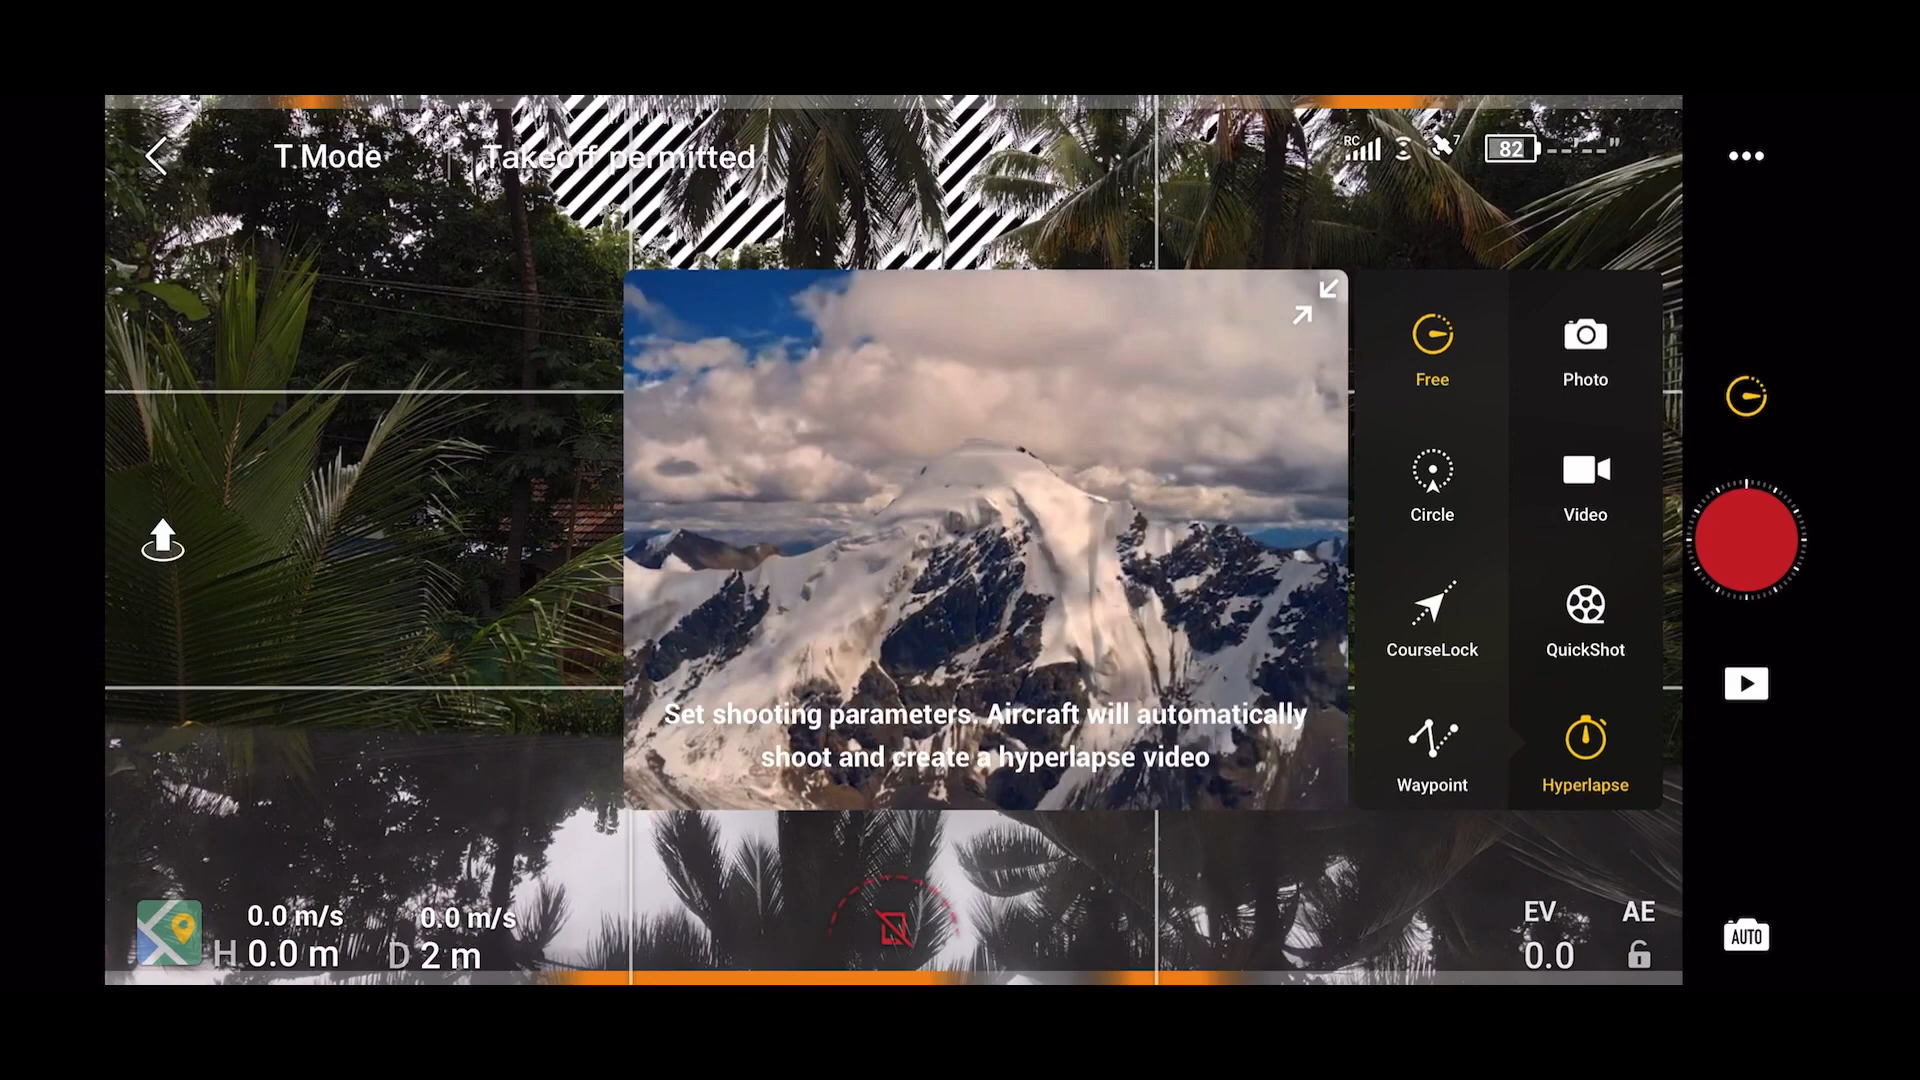 T.Mode
Takeoff permitted
RC
7
82
Free
Photo
Circle
Video
CourseLock
QuickShot
Set shooting parameters. Aircraft will automatically
shoot and create a hyperlapse video
Waypoint
Hyperlapse
0.0 m/s
0.0 m/s
H 0.0 m
D 2 m
EV
AE
0.0
AUTO